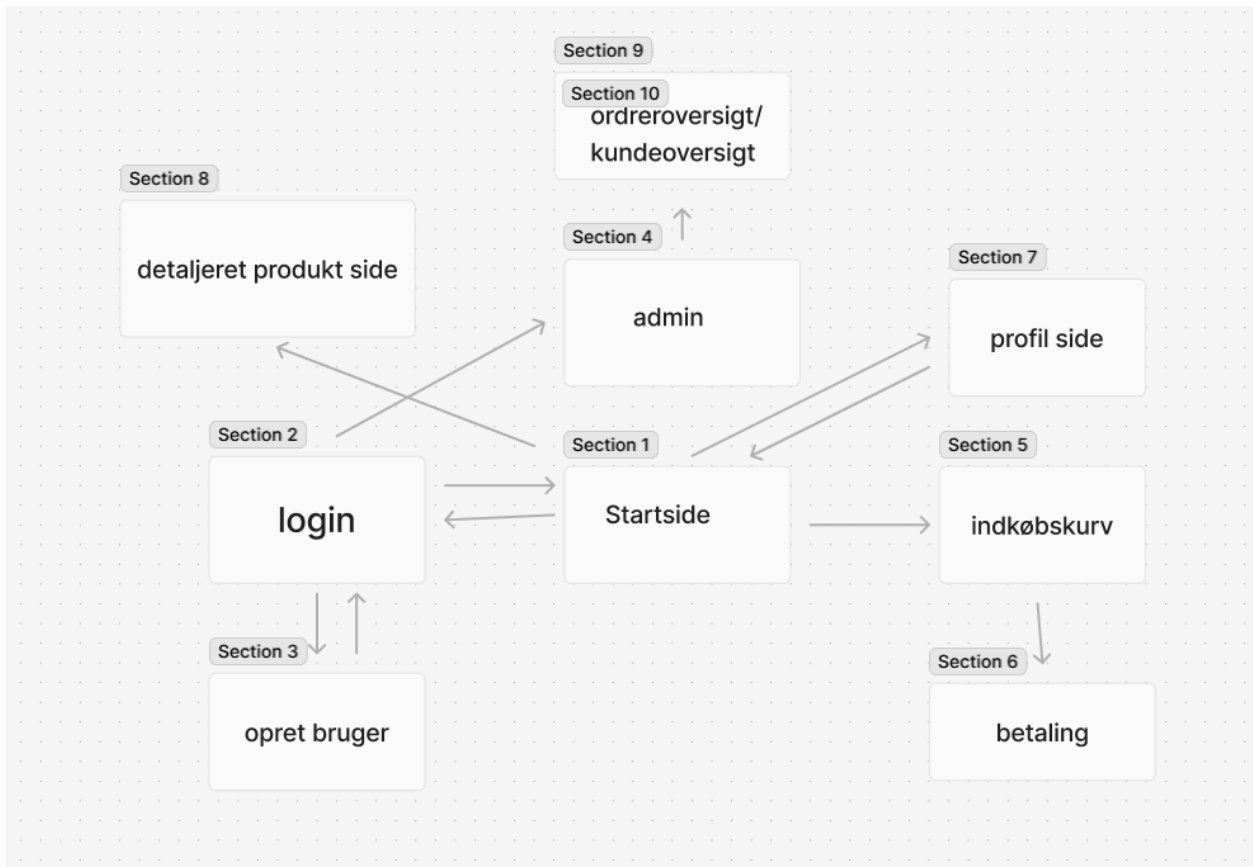 Section 9
Section 10
ordreroversigt/
kundeoversigt
Section 8
detaljeret produkt side
Section 4
admin
Section 7
profil side
Section 2
login
Section 1
Startside
Section 5
indkøbskurv
Section 3
opret bruger
Section 6
betaling